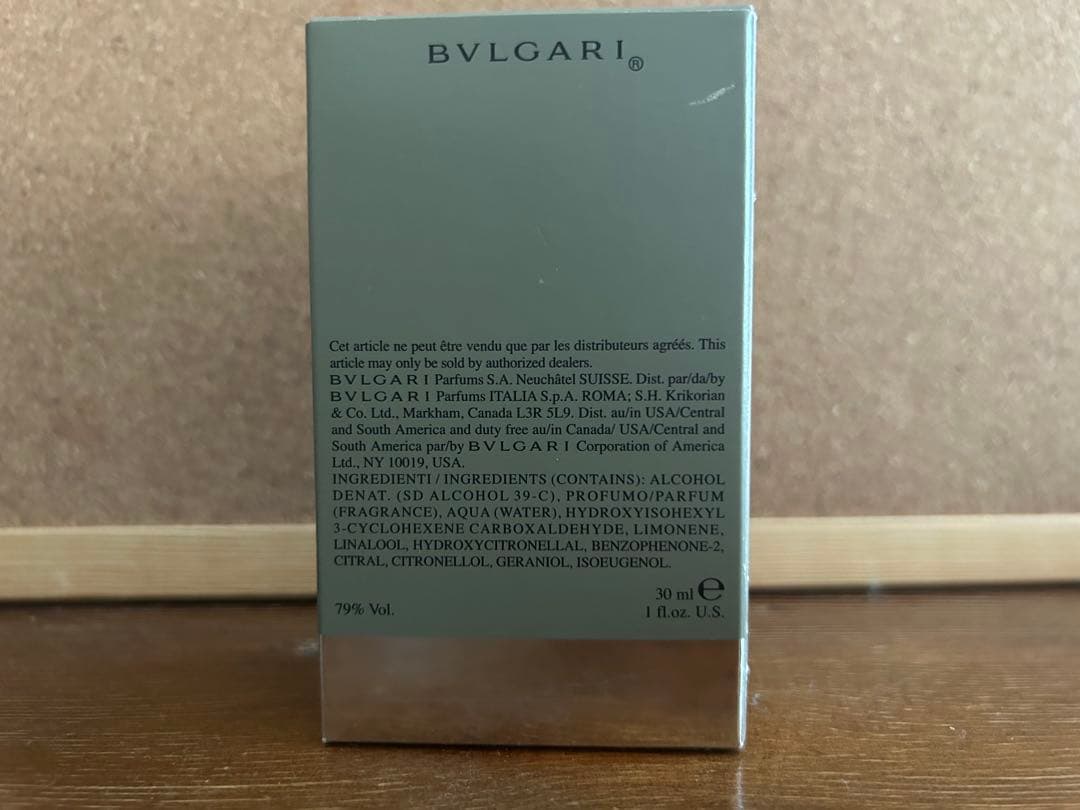 BVLGARI®
Cet article ne peut être vendu que par les distributeurs agréés. This
article may only be sold by authorized dealers.
BVLGARI Parfums S.A. Neuchâtel SUISSE. Dist. par/da/by
BVLGARI Parfums ITALIA S.p.A. ROMA; S.H. Krikorian
& Co. Ltd., Markham, Canada L3R 5L9. Dist. au/in USA/Central
and South America and duty free au/in Canada/ USA/Central and
South America par/by BVLGARI Corporation of America
Ltd., NY 10019, USA.
INGREDIENTI / INGREDIENTS (CONTAINS): ALCOHOL
DENAT. (SD ALCOHOL 39-C), PROFUMO/PARFUM
(FRAGRANCE), AQUA (WATER), HYDROXYISOHEXYL
3-CYCLOHEXENE CARBOXALDEHYDE, LIMONENE,
LINALOOL, HYDROXYCITRONELLAL, BENZOPHENONE-2,
CITRAL, CITRONELLOL, GERANIOL, ISOEUGENOL.
30 ml ℮
79% Vol.
1 fl.oz. U.S.